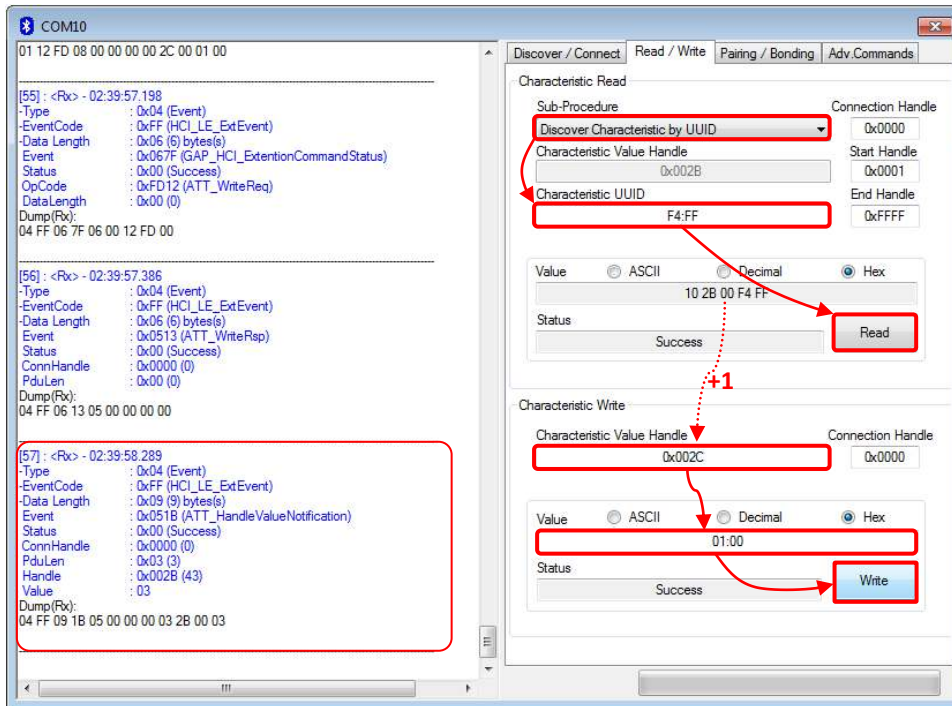 COM10
01 12 FD 08 00 00 00 00 2C 00 01 00
[55] : <Rx> - 02:39:57.198
-Type : 0x04 (Event)
-EventCode : 0xFF (HCI_LE_ExtEvent)
-Data Length : 0x06 (6) bytes(s)
Event : 0x067F (GAP_HCI_ExtentionCommandStatus)
Status : 0x00 (Success)
OpCode : 0xFD12 (ATT_WriteReq)
DataLength : 0x00 (0)
Dump(Rx):
04 FF 06 7F 06 00 12 FD 00
[56] : <Rx> - 02:39:57.386
-Type : 0x04 (Event)
-EventCode : 0xFF (HCI_LE_ExtEvent)
-Data Length : 0x06 (6) bytes(s)
Event : 0x0513 (ATT_WriteRsp)
Status : 0x00 (Success)
ConnHandle : 0x0000 (0)
PduLen : 0x00 (0)
Dump(Rx):
04 FF 06 13 05 00 00 00 00
[57] : <Rx> - 02:39:58.289
-Type : 0x04 (Event)
-EventCode : 0xFF (HCI_LE_ExtEvent)
-Data Length : 0x09 (9) bytes(s)
Event : 0x051B (ATT_HandleValueNotification)
Status : 0x00 (Success)
ConnHandle : 0x0000 (0)
PduLen : 0x03 (3)
Handle : 0x002B (43)
Value : 03
Dump(Rx):
04 FF 09 1B 05 00 00 00 03 2B 00 03
Discover / Connect Read / Write Pairing / Bonding Adv.Commands
Characteristic Read
Sub-Procedure Connection Handle
Discover Characteristic by UUID 0x0000
Characteristic Value Handle Start Handle
0x002B 0x0001
Characteristic UUID End Handle
F4:FF 0xFFFF
Value ASCII Decimal Hex
10 2B 00 F4 FF
Status
Success Read
+1
Characteristic Write
Characteristic Value Handle Connection Handle
0x002C 0x0000
Value ASCII Decimal Hex
01:00
Status
Success Write